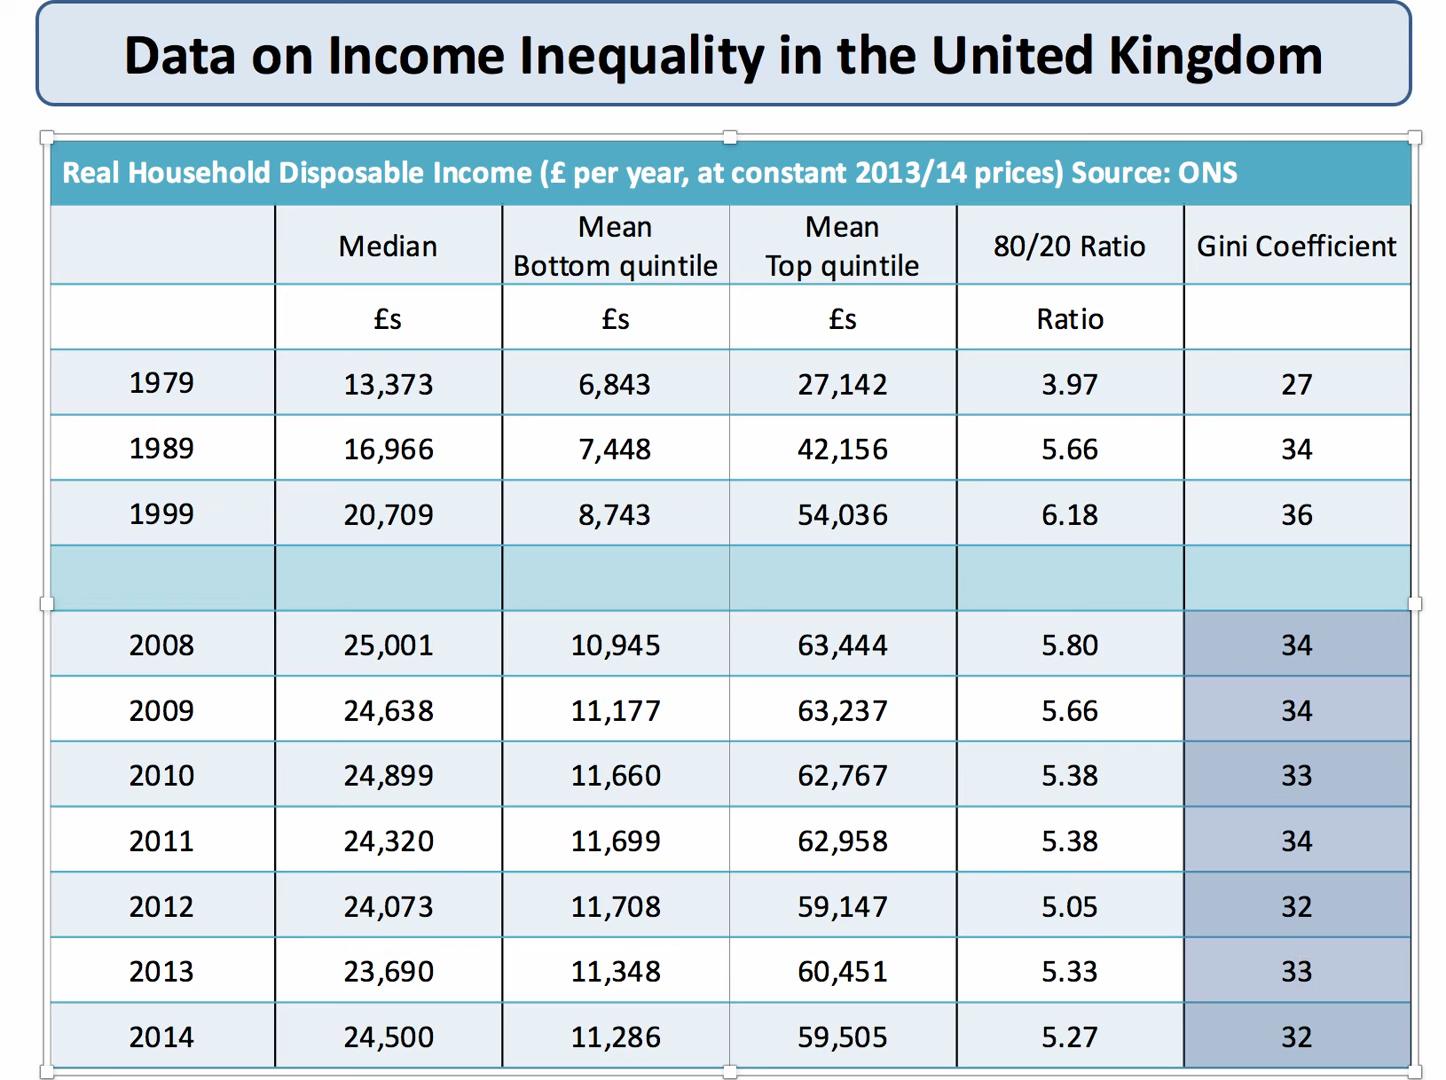 Data on Income Inequality in the United Kingdom
Real Household Disposable Income (£ per year, at constant 2013/14 prices) Source: ONS
Median Mean Bottom quintile Mean Top quintile 80/20 Ratio Gini Coefficient
£s £s £s Ratio
1979 13,373 6,843 27,142 3.97 27
1989 16,966 7,448 42,156 5.66 34
1999 20,709 8,743 54,036 6.18 36
2008 25,001 10,945 63,444 5.80 34
2009 24,638 11,177 63,237 5.66 34
2010 24,899 11,660 62,767 5.38 33
2011 24,320 11,699 62,958 5.38 34
2012 24,073 11,708 59,147 5.05 32
2013 23,690 11,348 60,451 5.33 33
2014 24,500 11,286 59,505 5.27 32